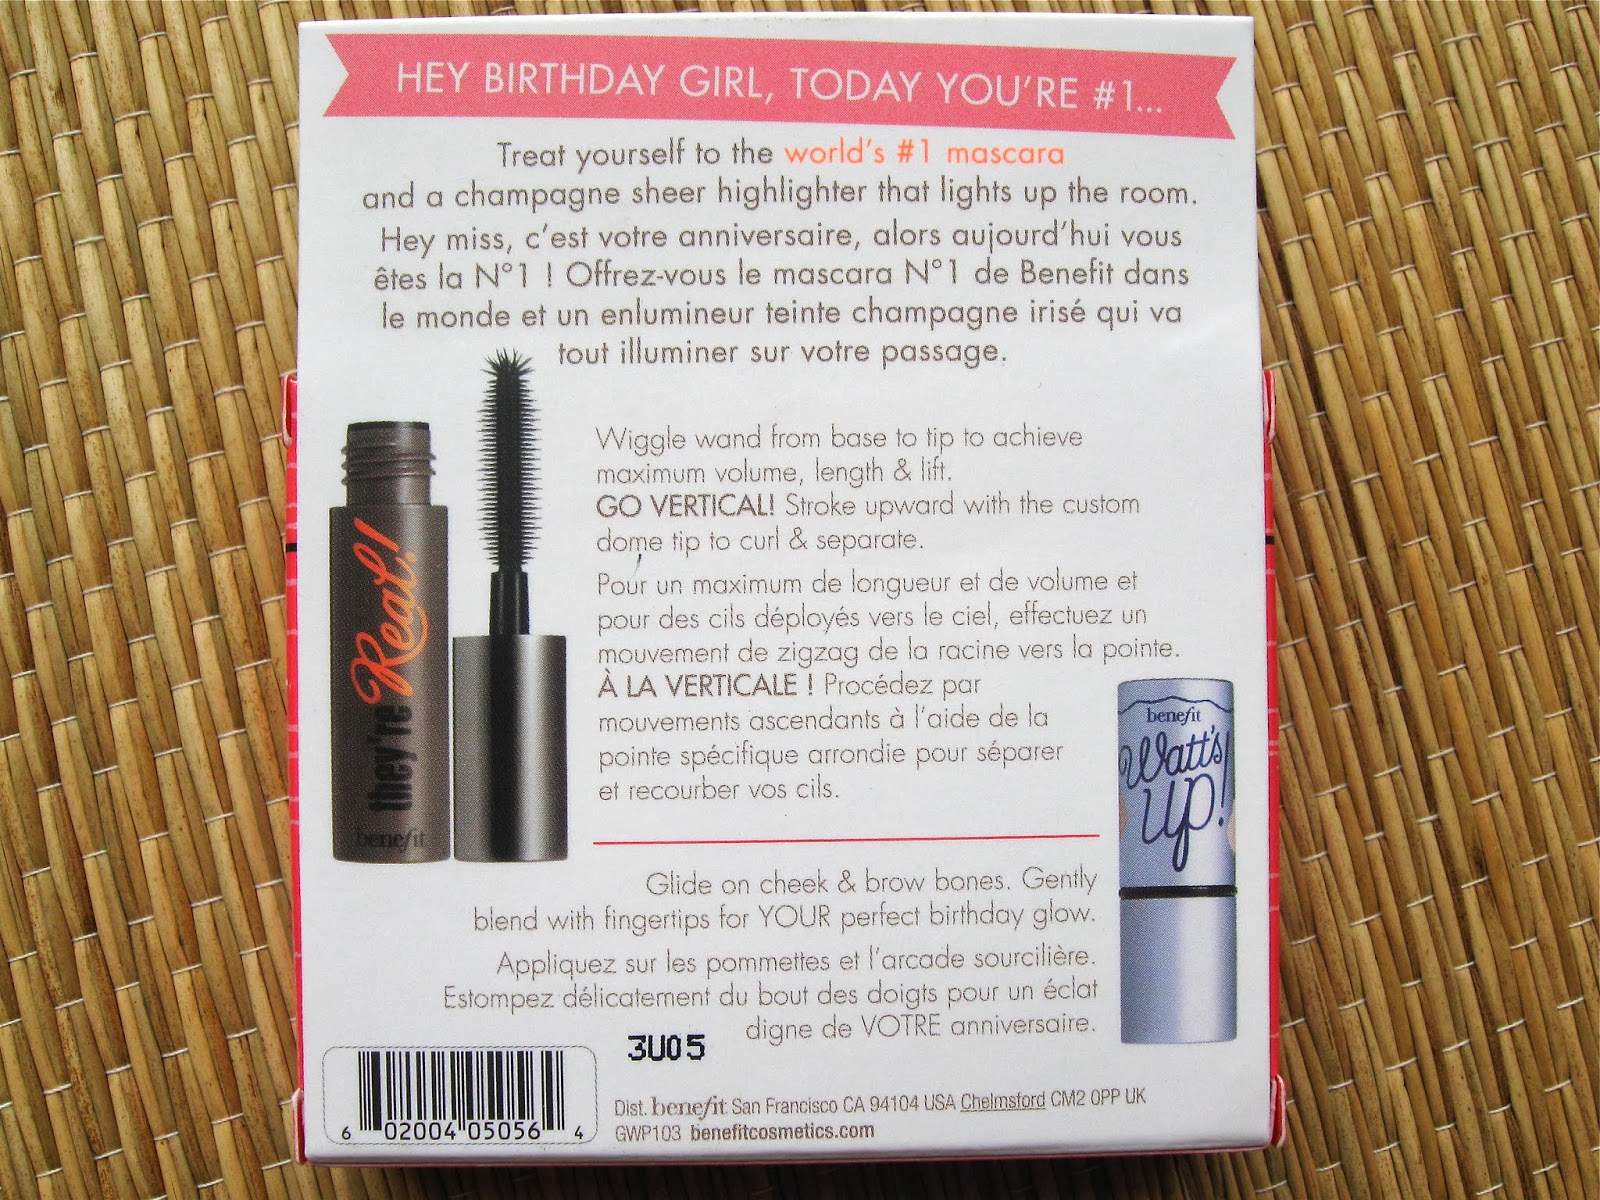 HEY BIRTHDAY GIRL, TODAY YOU'RE #1...
Treat yourself to the world's #1 mascara
and a champagne sheer highlighter that lights up the room.
Hey miss, c'est votre anniversaire, alors aujourd'hui vous
êtes la N°1 ! Offrez-vous le mascara N°1 de Benefit dans
le monde et un enlumineur teinte champagne irisé qui va
tout illuminer sur votre passage.
they're Real!
benefit
Wiggle wand from base to tip to achieve
maximum volume, length & lift.
GO VERTICAL! Stroke upward with the custom
dome tip to curl & separate.
Pour un maximum de longueur et de volume et
pour des cils déployés vers le ciel, effectuez un
mouvement de zigzag de la racine vers la pointe.
À LA VERTICALE ! Procédez par
mouvements ascendants à l'aide de la
pointe spécifique arrondie pour séparer
et recourber vos cils.
benefit
Watt's
Up!
Glide on cheek & brow bones. Gently
blend with fingertips for YOUR perfect birthday glow.
Appliquez sur les pommettes et l'arcade sourcilière.
Estompez délicatement du bout des doigts pour un éclat
digne de VOTRE anniversaire.
3U05
6 02004 05056 4
Dist. benefit San Francisco CA 94104 USA Chelmsford CM2 0PP UK
GWP103 benefitcosmetics.com